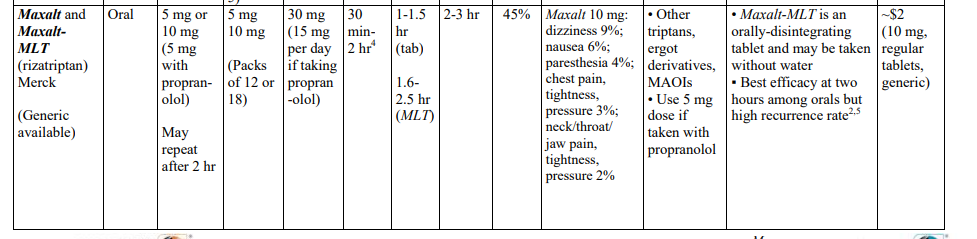 Maxalt and
Maxalt-
MLT
(rizatriptan)
Merck
(Generic
available)
Oral
5 mg or
10 mg
(5 mg
with
propran-
olol)
May
repeat
after 2 hr
5 mg
10 mg
(Packs
of 12 or
18)
30 mg
(15 mg
per day
if taking
propran
-olol)
30
min-
2 hr4
1-1.5
hr
(tab)
1.6-
2.5 hr
(MLT)
2-3 hr
45%
Maxalt 10 mg:
dizziness 9%;
nausea 6%;
paresthesia 4%;
chest pain,
tightness,
pressure 3%;
neck/throat/
jaw pain,
tightness,
pressure 2%
• Other
triptans,
ergot
derivatives,
MAOIs
• Use 5 mg
dose if
taken with
propranolol
• Maxalt-MLT is an
orally-disintegrating
tablet and may be taken
without water
• Best efficacy at two
hours among orals but
high recurrence rate2,5
~$2
(10 mg,
regular
tablets,
generic)